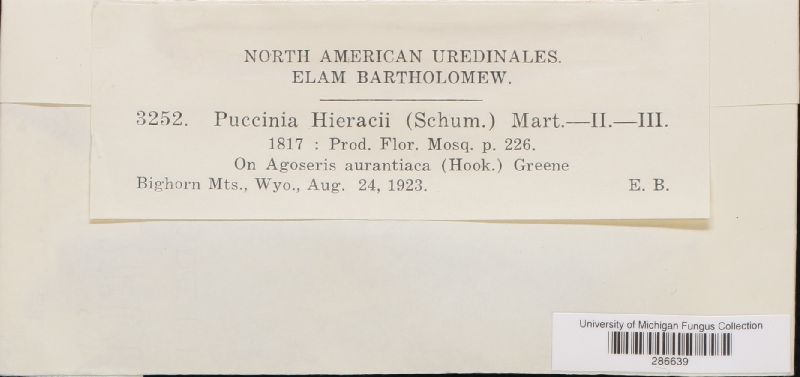 NORTH AMERICAN UREDINALES.
ELAM BARTHOLOMEW.
3252. Puccinia Hieracii (Schum.) Mart.—II.—III.
1817 : Prod. Flor. Mosq. p. 226.
On Agoseris aurantiaca (Hook.) Greene
Bighorn Mts., Wyo., Aug. 24, 1923. E. B.
University of Michigan Fungus Collection
286639